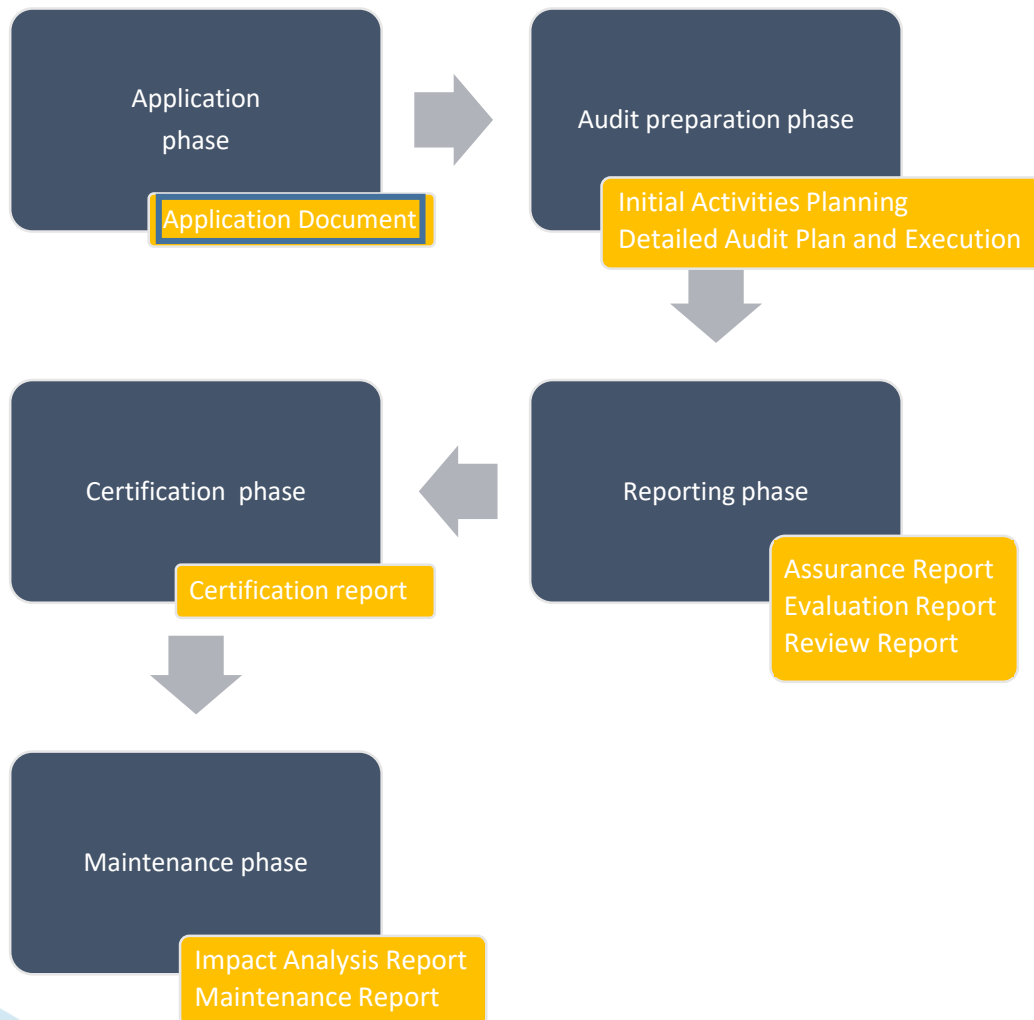 Application
phase
Application Document
Audit preparation phase
Initial Activities Planning
Detailed Audit Plan and Execution
Reporting phase
Assurance Report
Evaluation Report
Review Report
Certification phase
Certification report
Maintenance phase
Impact Analysis Report
Maintenance Report